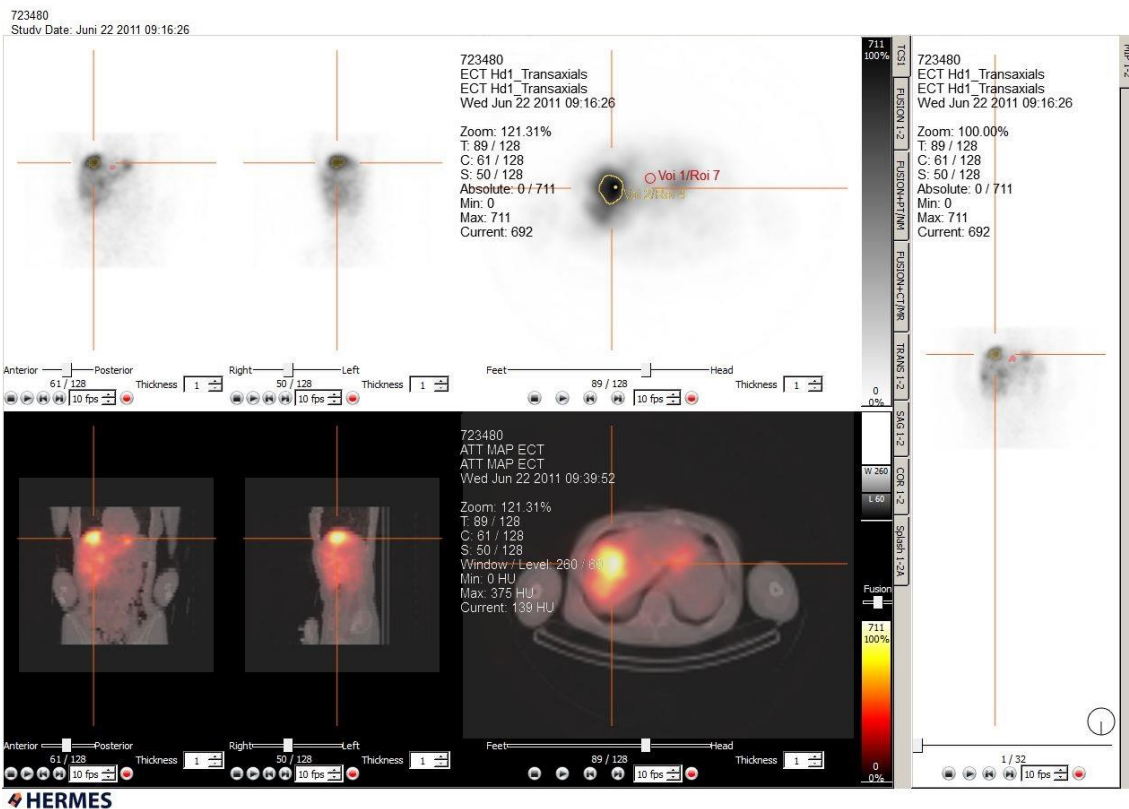 723480
Study Date: Juni 22 2011 09:16:26
723480
ECT Hd1_Transaxials
ECT Hd1_Transaxials
Wed Jun 22 2011 09:16:26
Zoom: 121.31%
T: 89 / 128
C: 61 / 128
S: 50 / 128
Absolute: 0 / 711
Min: 0
Max: 711
Current: 692
Voi 1/Roi 7
711
100%
0
0%
TCS1
FUSION 1-2
FUSION+PT/NM
FUSION+CT/MR
TRANS 1-2
SAG 1-2
COR 1-2
Splash 1-2A
723480
ECT Hd1_Transaxials
ECT Hd1_Transaxials
Wed Jun 22 2011 09:16:26
Zoom: 100.00%
T: 89 / 128
C: 61 / 128
S: 50 / 128
Absolute: 0 / 711
Min: 0
Max: 711
Current: 692
MIP 1-2
Anterior Posterior
61 / 128
Thickness 1
10 fps
Right Left
50 / 128
Thickness 1
10 fps
Feet Head
89 / 128
Thickness 1
10 fps
723480
ATT MAP ECT
ATT MAP ECT
Wed Jun 22 2011 09:39:52
Zoom: 121.31%
T: 89 / 128
C: 61 / 128
S: 50 / 128
Window / Level: 260 / 60
Min: 0 HU
Max: 375 HU
Current: 139 HU
W 260
L 60
Fusion
711
100%
0
0%
Anterior Posterior
61 / 128
Thickness 1
10 fps
Right Left
50 / 128
Thickness 1
10 fps
Feet Head
89 / 128
Thickness 1
10 fps
1 / 32
10 fps
HERMES